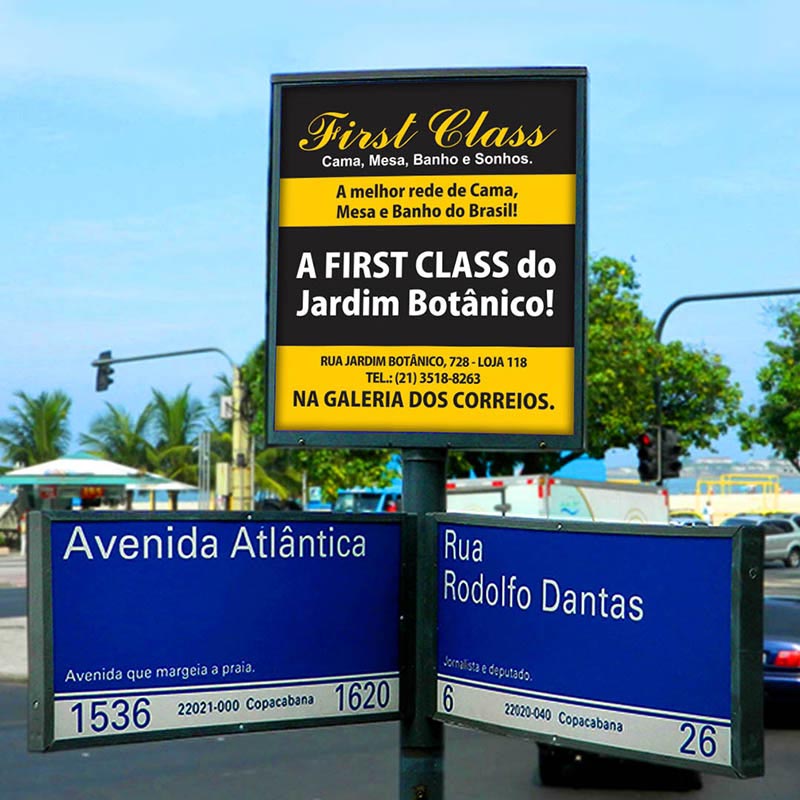 First Class
Cama, Mesa, Banho e Sonhos.
A melhor rede de Cama,
Mesa e Banho do Brasil!
A FIRST CLASS do
Jardim Botânico!
RUA JARDIM BOTÂNICO, 728 - LOJA 118
TEL.: (21) 3518-8263
NA GALERIA DOS CORREIOS.
Avenida Atlântica
Avenida que margeia a praia.
1536 22021-000 Copacabana 1620
Rua
Rodolfo Dantas
Jornalista e deputado.
6 22020-040 Copacabana 26